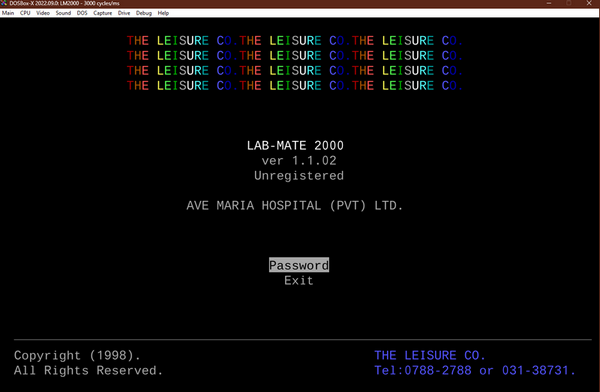 DOSBox-X 2022.09.0: LM2000 - 3000 cycles/ms
Main CPU Video Sound DOS Capture Drive Debug Help
THE LEISURE CO.THE LEISURE CO.THE LEISURE CO.
THE LEISURE CO.THE LEISURE CO.THE LEISURE CO.
THE LEISURE CO.THE LEISURE CO.THE LEISURE CO.
THE LEISURE CO.THE LEISURE CO.THE LEISURE CO.
LAB-MATE 2000
ver 1.1.02
Unregistered
AVE MARIA HOSPITAL (PVT) LTD.
Password
Exit
Copyright (1998).
All Rights Reserved.
THE LEISURE CO.
Tel:0788-2788 or 031-38731.